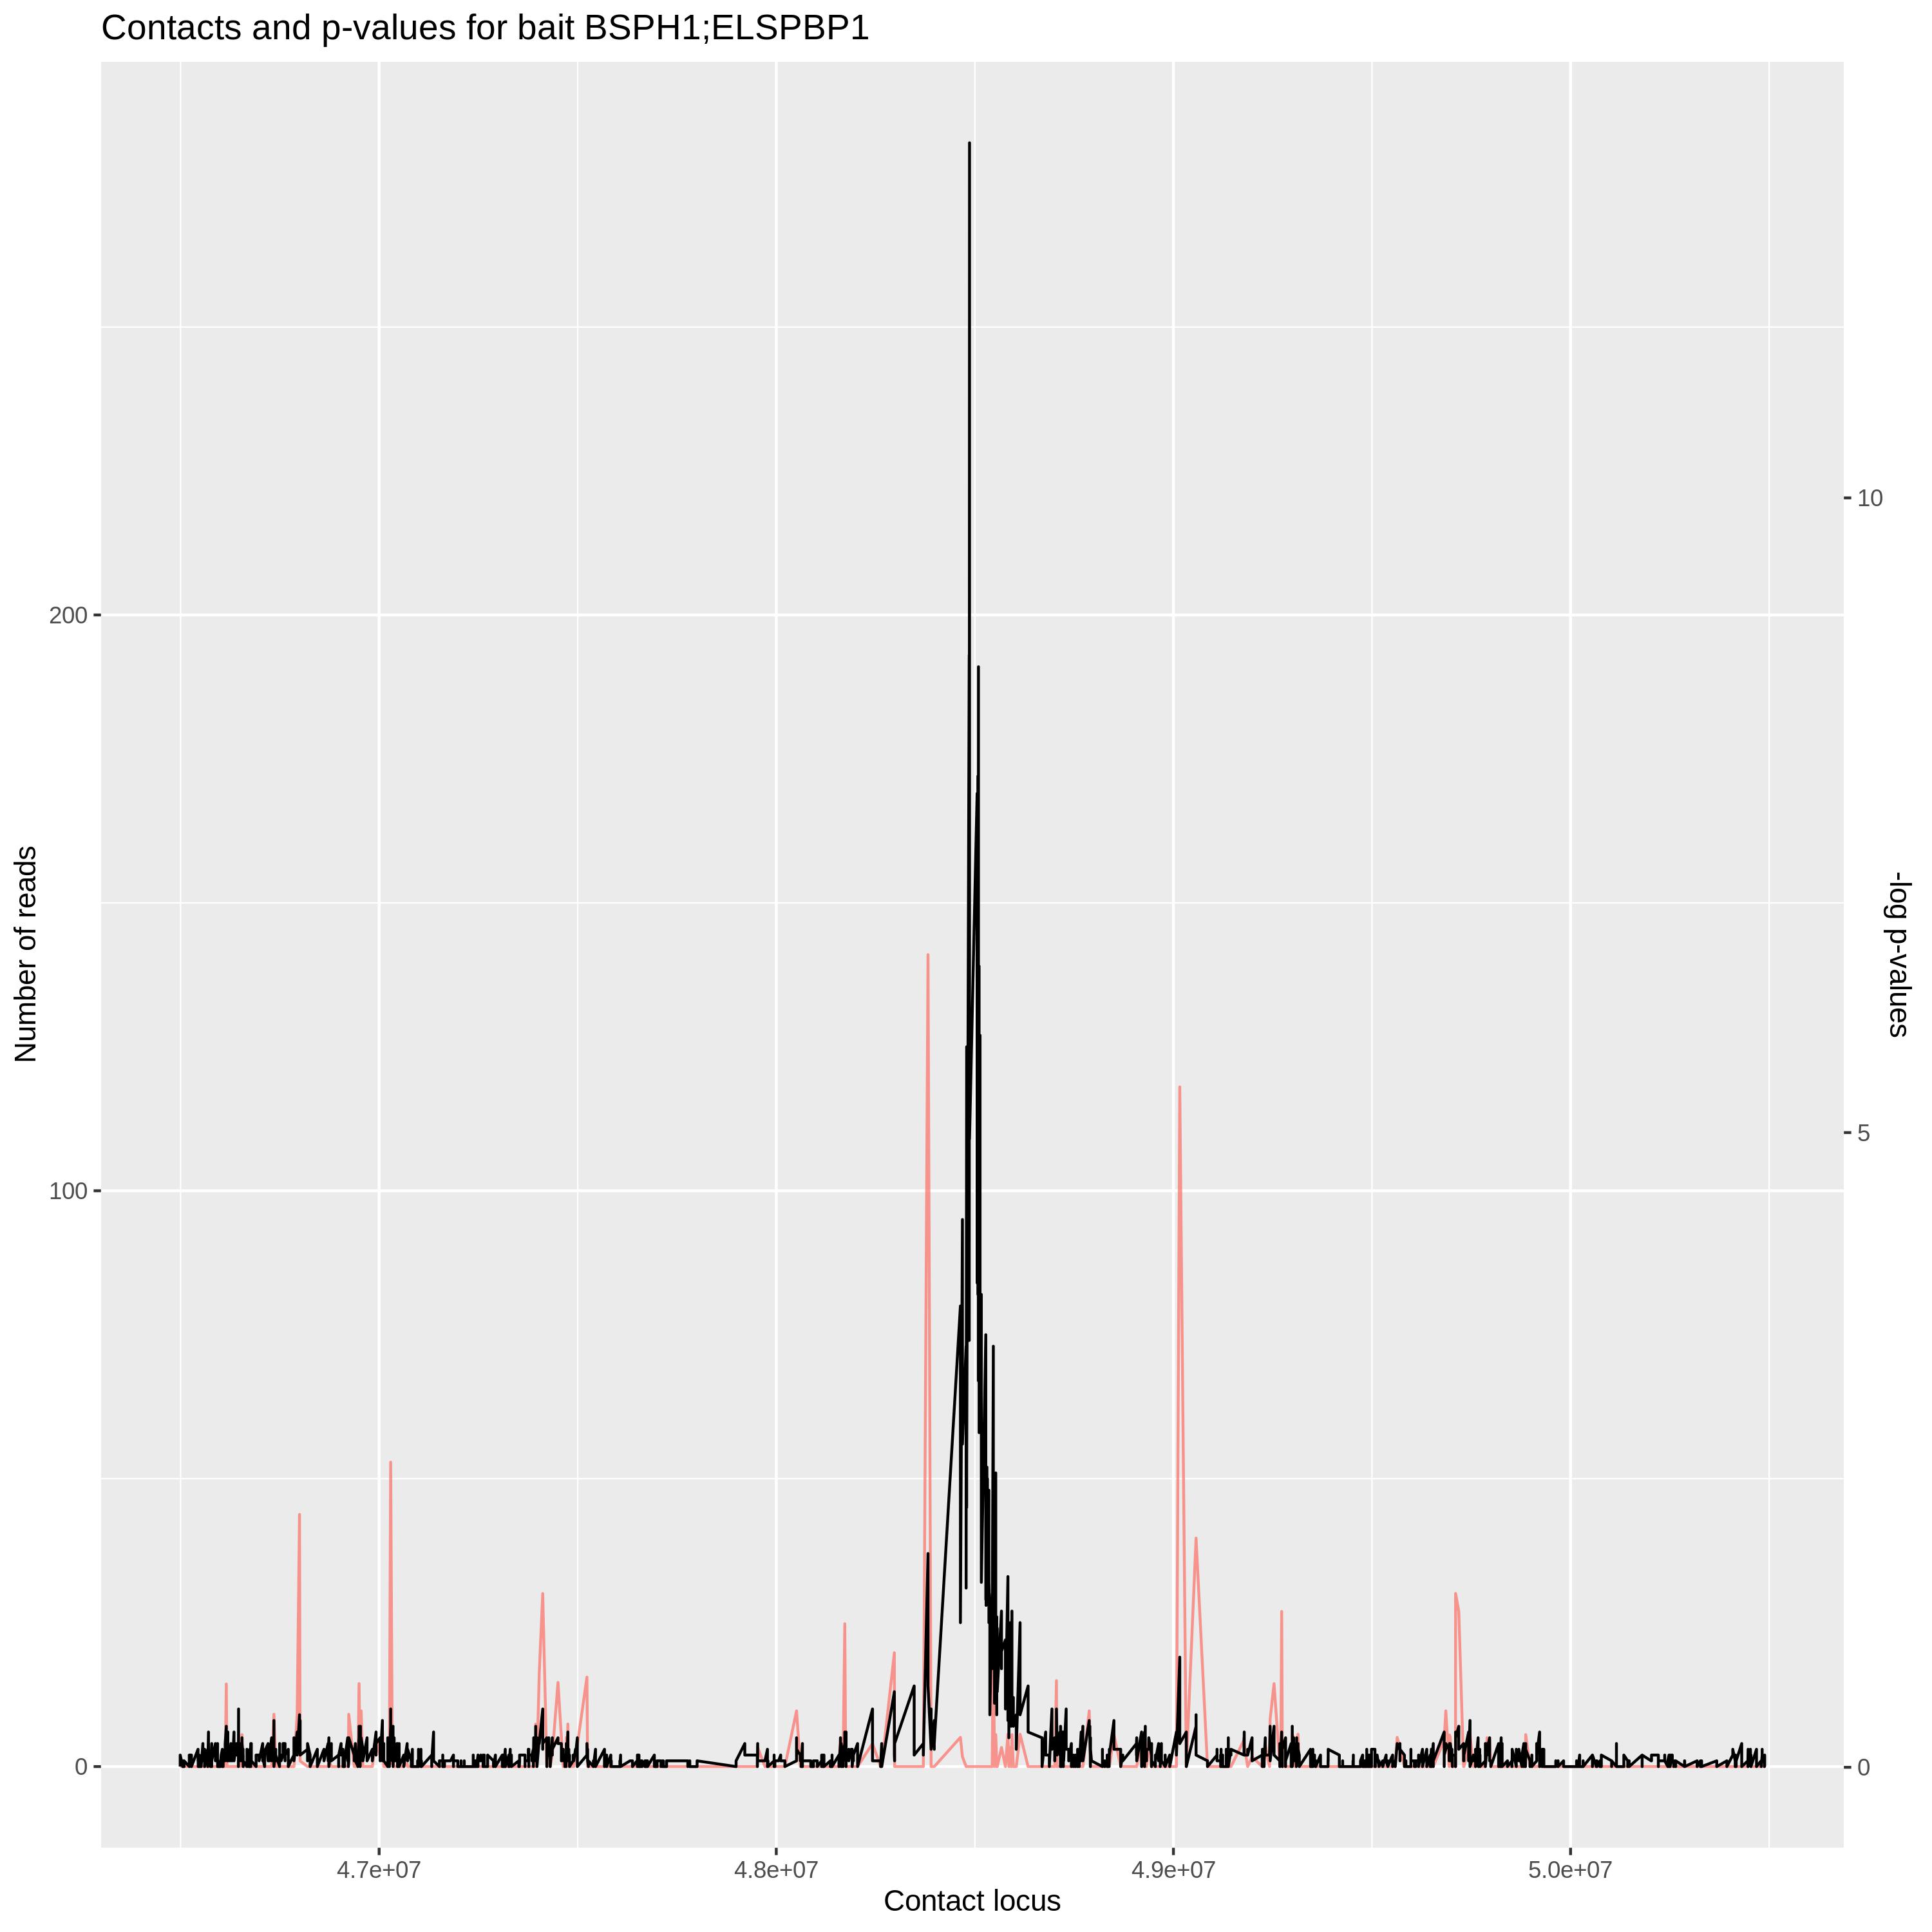 Contacts and p-values for bait BSPH1;ELSPBP1
Number of reads
200
100
0
10
5
0
-log p-values
4.7e+07
4.8e+07
4.9e+07
5.0e+07
Contact locus